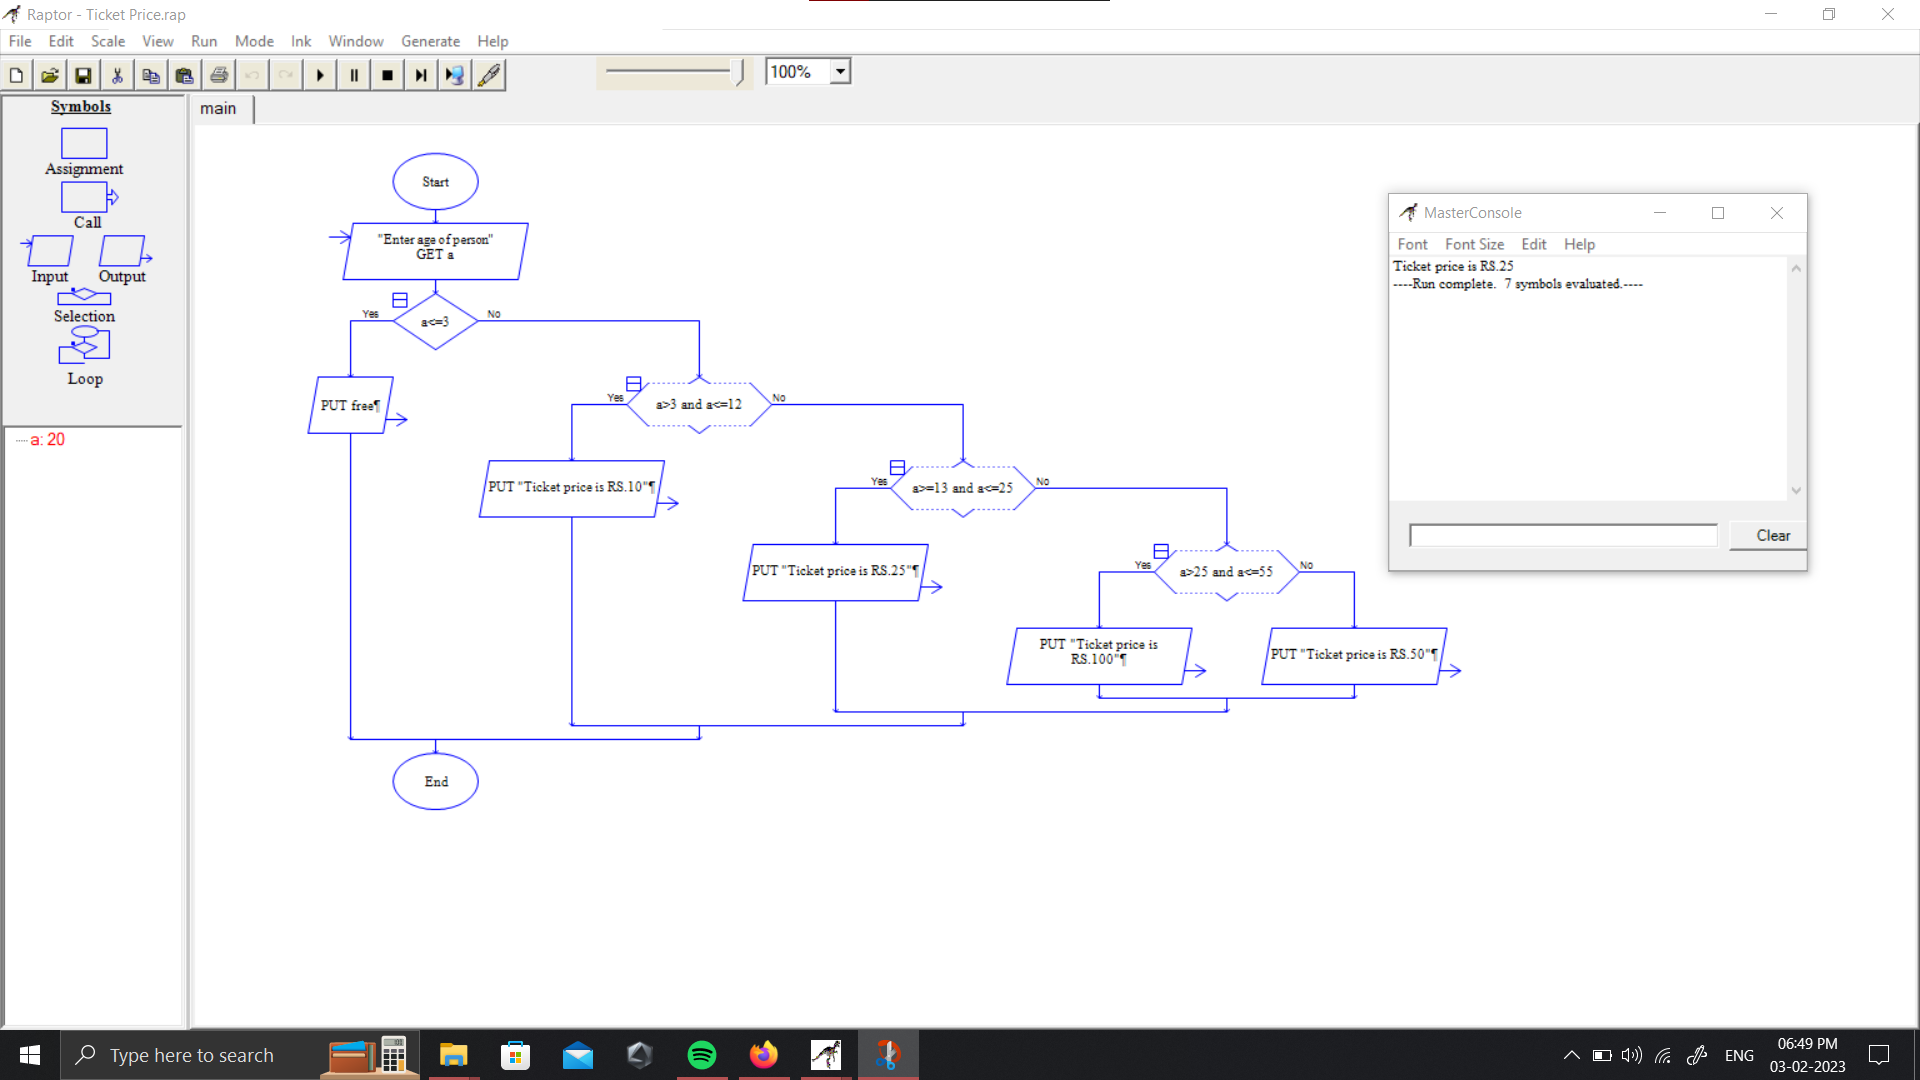 Raptor - Ticket Price.rap
File Edit Scale View Run Mode Ink Window Generate Help
100%
Symbols
Assignment
Call
Input Output
Selection
Loop
a: 20
main
Start
"Enter age of person"
GET a
Yes a<=3 No
PUT free¶
Yes a>3 and a<=12 No
PUT "Ticket price is RS.10"¶
Yes a>=13 and a<=25 No
PUT "Ticket price is RS.25"¶
Yes a>25 and a<=55 No
PUT "Ticket price is
RS.100"¶
PUT "Ticket price is RS.50"¶
End
MasterConsole
Font Font Size Edit Help
Ticket price is RS.25
----Run complete. 7 symbols evaluated.----
Clear
Type here to search
ENG
06:49 PM
03-02-2023